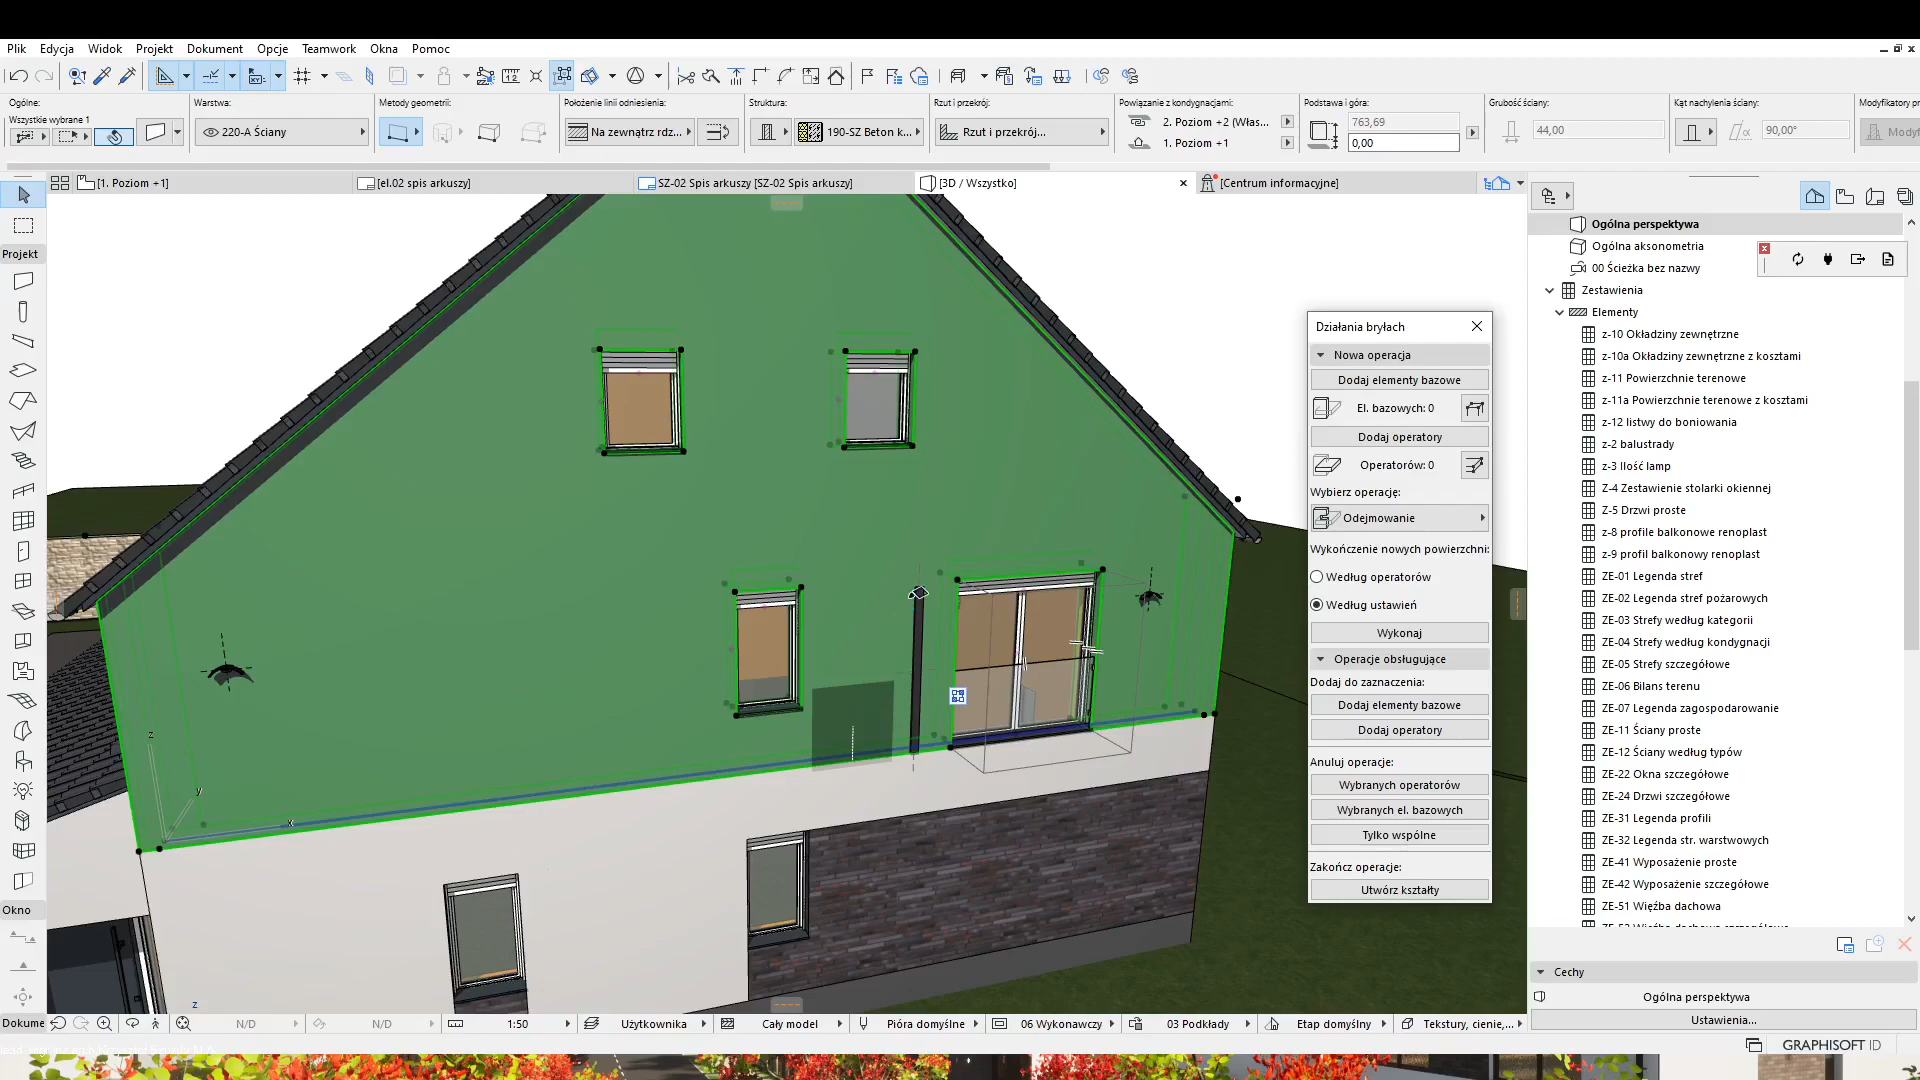 Plik Edycja Widok Projekt Dokument Opcje Teamwork Okna Pomoc
Ogólne: Warstwa: Metody geometrii: Położenie linii odniesienia: Struktura: Rzut i przekrój: Powiązanie z kondygnacjami: Podstawa i góra: Grubość ściany: Kąt nachylenia ściany: Modyfikatory pr
Wszystkie wybrane 1
220-A Ściany
Na zewnątrz rdz...
190-SZ Beton k...
Rzut i przekrój...
2. Poziom +2 (Włas...
1. Poziom +1
763,69
0,00
44,00
90,00°
Modyf
[1. Poziom +1]
[el.02 spis arkuszy]
SZ-02 Spis arkuszy [SZ-02 Spis arkuszy]
[3D / Wszystko]
[Centrum informacyjne]
Projekt
Okno
Dokume
z
y
x
z
Działania bryłach
Nowa operacja
Dodaj elementy bazowe
El. bazowych: 0
Dodaj operatory
Operatorów: 0
Wybierz operację:
Odejmowanie
Wykończenie nowych powierzchni:
Według operatorów
Według ustawień
Wykonaj
Operacje obsługujące
Dodaj do zaznaczenia:
Dodaj elementy bazowe
Dodaj operatory
Anuluj operacje:
Wybranych operatorów
Wybranych el. bazowych
Tylko wspólne
Zakończ operacje:
Utwórz kształty
Ogólna perspektywa
Ogólna aksonometria
00 Ścieżka bez nazwy
Zestawienia
Elementy
z-10 Okładziny zewnętrzne
z-10a Okładziny zewnętrzne z kosztami
z-11 Powierzchnie terenowe
z-11a Powierzchnie terenowe z kosztami
z-12 listwy do boniowania
z-2 balustrady
z-3 Ilość lamp
Z-4 Zestawienie stolarki okiennej
Z-5 Drzwi proste
z-8 profile balkonowe renoplast
z-9 profil balkonowy renoplast
ZE-01 Legenda stref
ZE-02 Legenda stref pożarowych
ZE-03 Strefy według kategorii
ZE-04 Strefy według kondygnacji
ZE-05 Strefy szczegółowe
ZE-06 Bilans terenu
ZE-07 Legenda zagospodarowanie
ZE-11 Ściany proste
ZE-12 Ściany według typów
ZE-22 Okna szczegółowe
ZE-24 Drzwi szczegółowe
ZE-31 Legenda profili
ZE-32 Legenda str. warstwowych
ZE-41 Wyposażenie proste
ZE-42 Wyposażenie szczegółowe
ZE-51 Więźba dachowa
Cechy
Ogólna perspektywa
Ustawienia...
N/D N/D 1:50 Użytkownika Cały model Pióra domyślne 06 Wykonawczy 03 Podkłady Etap domyślny Tekstury, cienie,...
GRAPHISOFT ID